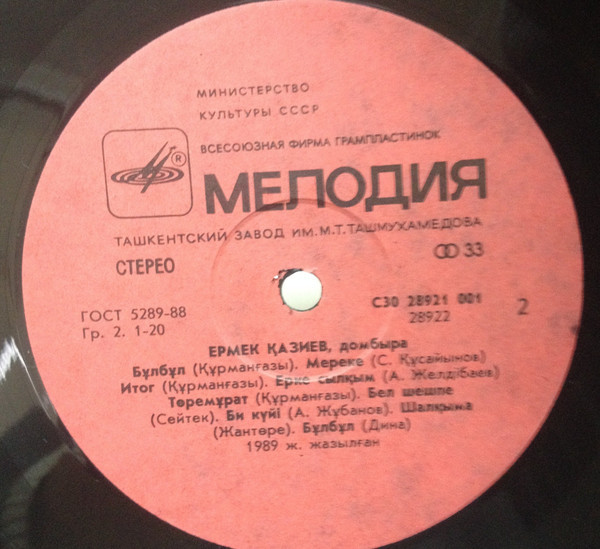 МИНИСТЕРСТВО
КУЛЬТУРЫ СССР
ВСЕСОЮЗНАЯ ФИРМА ГРАМПЛАСТИНОК
®
МЕЛОДИЯ
ТАШКЕНТСКИЙ ЗАВОД ИМ. М.Т. ТАШМУХАМЕДОВА
СТЕРЕО
33
ГОСТ 5289-88
Гр. 2. 1-20
С30 28921 001
28922
2
ЕРМЕК ҚАЗИЕВ, домбыра
Бұлбұл (Құрманғазы). Мереке (С. Құсайынов)
Итог (Құрманғазы). Ерке сылқым (А. Желдібаев)
Төремұрат (Құрманғазы). Бел шешпе
(Сейтек). Би күйі (А. Жұбанов). Шалқыма
(Жантөре). Бұлбұл (Дина)
1989 ж. жазылған